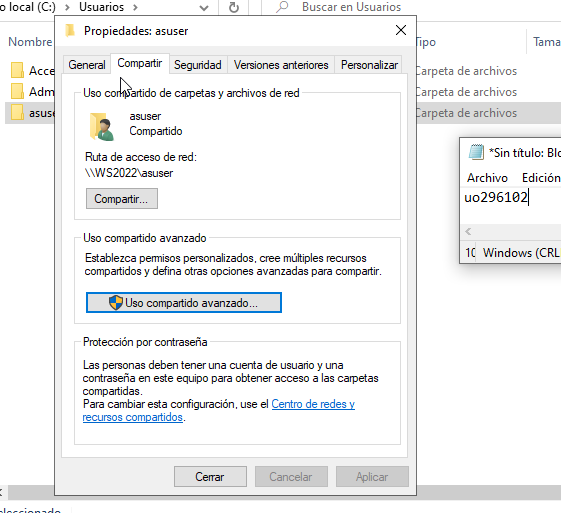 o local (C:) > Usuarios >
Buscar en Usuarios
Nombre
Tipo
Tama
Acce
Carpeta de archivos
Adm
Carpeta de archivos
asuse
Carpeta de archivos
Propiedades: asuser
General
Compartir
Seguridad
Versiones anteriores
Personalizar
Uso compartido de carpetas y archivos de red
asuser
Compartido
Ruta de acceso de red:
\\WS2022\asuser
Compartir...
Uso compartido avanzado
Establezca permisos personalizados, cree múltiples recursos
compartidos y defina otras opciones avanzadas para compartir.
Uso compartido avanzado...
Protección por contraseña
Las personas deben tener una cuenta de usuario y una
contraseña en este equipo para obtener acceso a las carpetas
compartidas.
Para cambiar esta configuración, use el Centro de redes y
recursos compartidos.
Cerrar
Cancelar
Aplicar
*Sin título: Blo
Archivo
Edición
uo296102
10
Windows (CRL
seleccionado